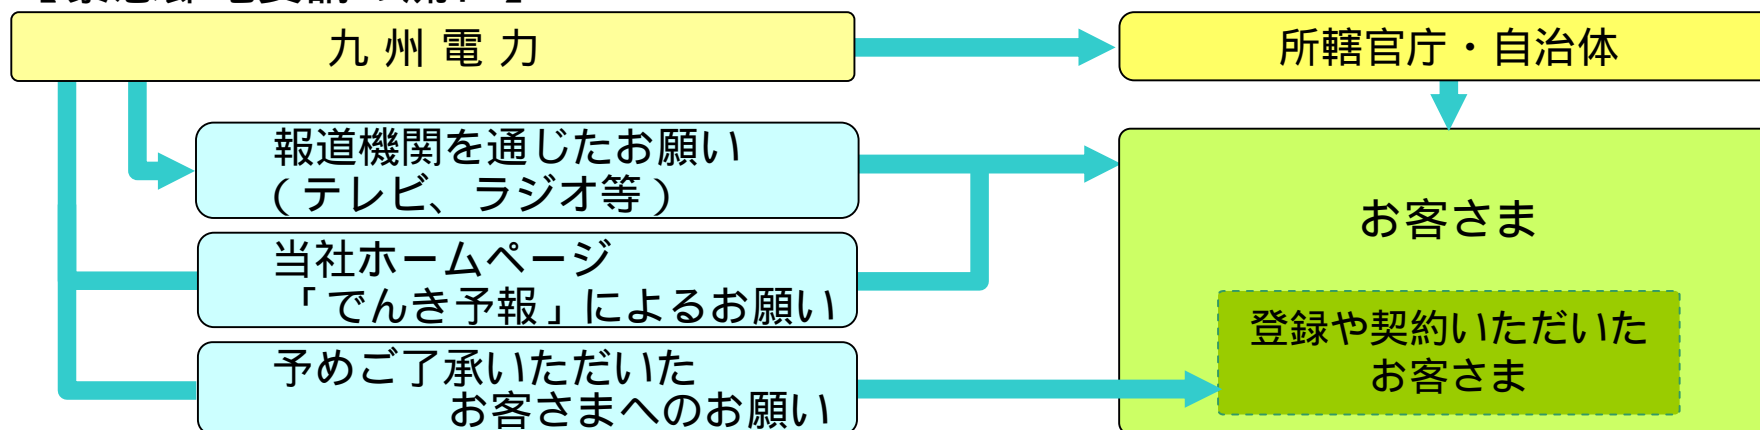 九州電力
所轄官庁・自治体
報道機関を通じたお願い
(テレビ、ラジオ等)
当社ホームページ
「でんき予報」によるお願い
予めご了承いただいた
お客さまへのお願い
お客さま
登録や契約いただいた
お客さま